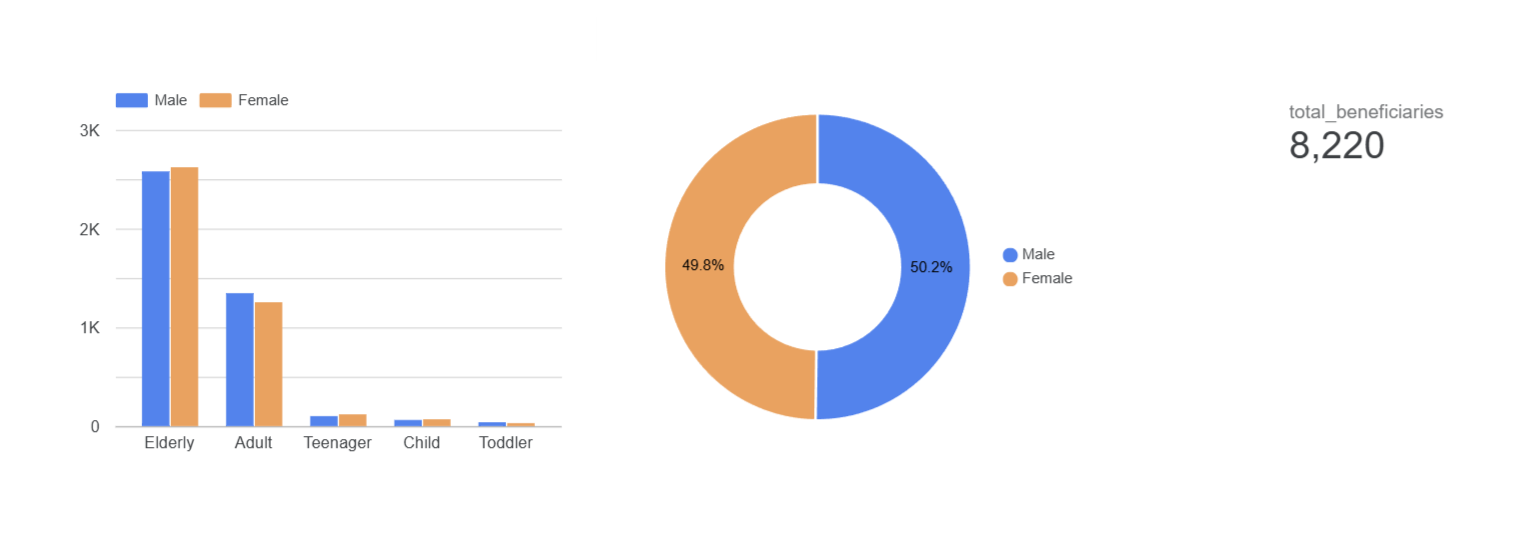 Male Female
3K
2K
1K
0
Elderly Adult Teenager Child Toddler
49.8%
50.2%
Male
Female
total_beneficiaries
8,220